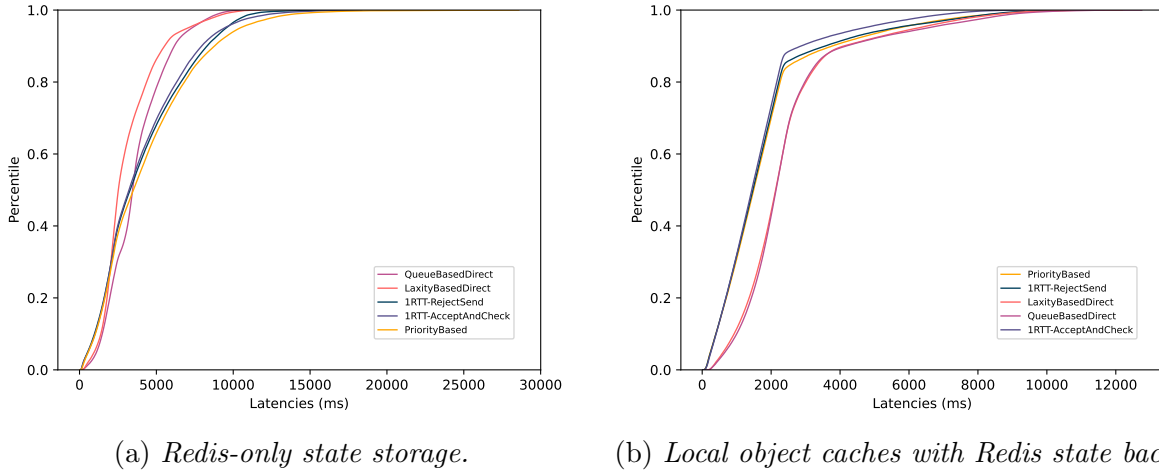 1.0
0.8
0.6
0.4
0.2
0.0
Percentile
0
5000
10000
15000
20000
25000
30000
Latencies (ms)
QueueBasedDirect
LaxityBasedDirect
1RTT-RejectSend
1RTT-AcceptAndCheck
PriorityBased
(a) Redis-only state storage.
1.0
0.8
0.6
0.4
0.2
0.0
Percentile
0
2000
4000
6000
8000
10000
12000
Latencies (ms)
PriorityBased
1RTT-RejectSend
LaxityBasedDirect
QueueBasedDirect
1RTT-AcceptAndCheck
(b) Local object caches with Redis state bac